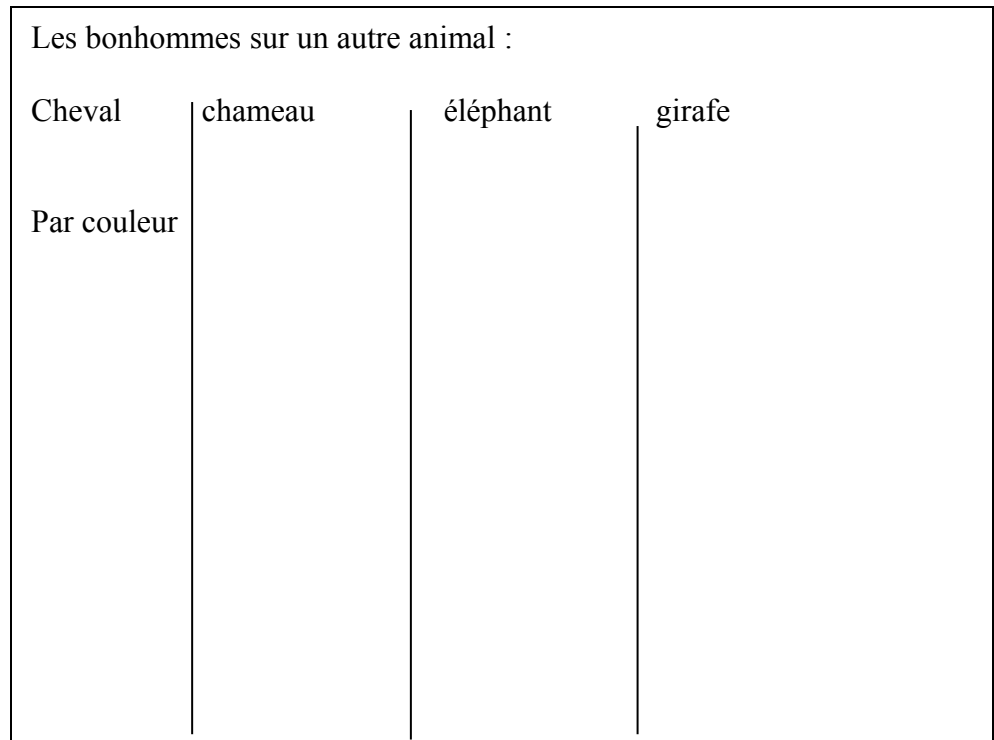 Les bonhommes sur un autre animal :
Cheval chameau éléphant girafe
Par couleur